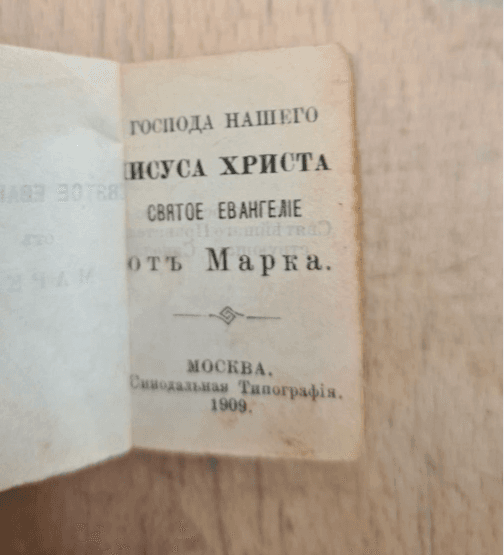 ГОСПОДА НАШЕГО
ІИСУСА ХРИСТА
СВЯТОЕ ЕВАНГЕЛІЕ
отъ Марка.
МОСКВА.
Синодальная Типографія.
1909.